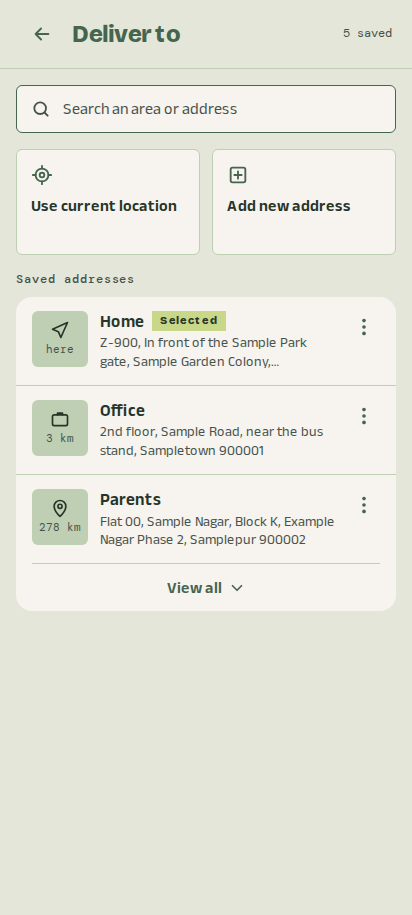 Deliver to
5 saved
Search an area or address
Use current location
Add new address
Saved addresses
here
Home
Selected
Z-900, In front of the Sample Park
gate, Sample Garden Colony,...
3 km
Office
2nd floor, Sample Road, near the bus
stand, Sampletown 900001
278 km
Parents
Flat 00, Sample Nagar, Block K, Example
Nagar Phase 2, Samplepur 900002
View all